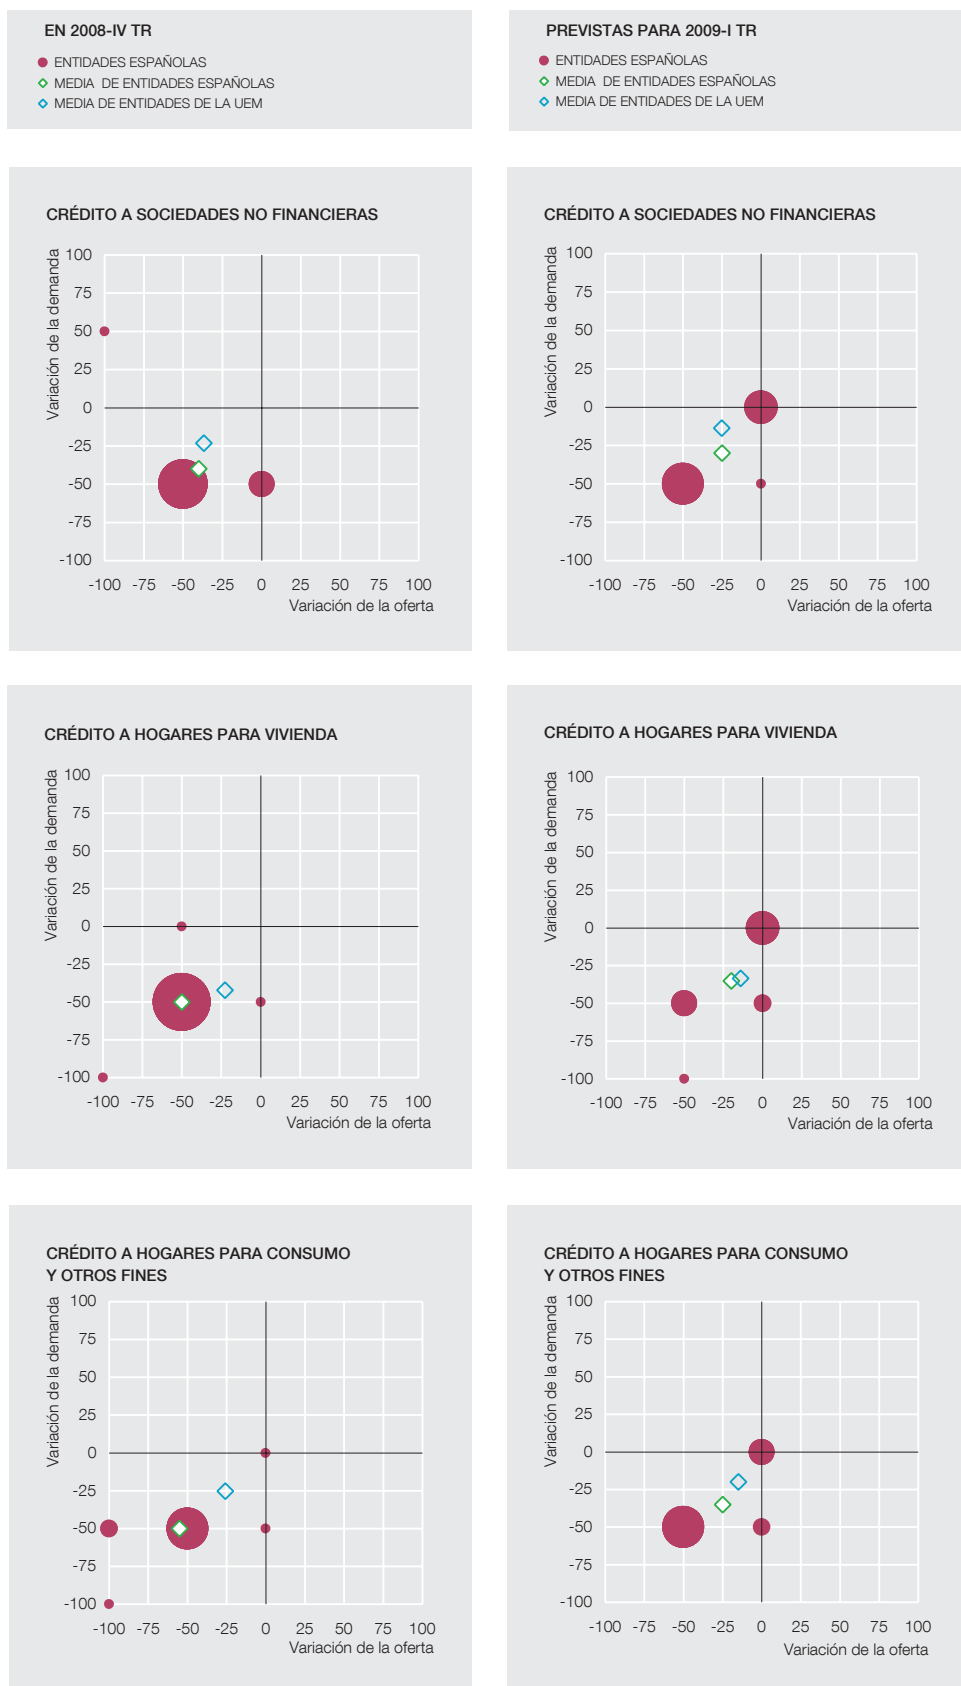 EN 2008-IV TR
ENTIDADES ESPAÑOLAS
MEDIA DE ENTIDADES ESPAÑOLAS
MEDIA DE ENTIDADES DE LA UEM
PREVISTAS PARA 2009-I TR
ENTIDADES ESPAÑOLAS
MEDIA DE ENTIDADES ESPAÑOLAS
MEDIA DE ENTIDADES DE LA UEM
CRÉDITO A SOCIEDADES NO FINANCIERAS
Variación de la demanda
100
75
50
25
0
-25
-50
-75
-100
-100 -75 -50 -25 0 25 50 75 100
Variación de la oferta
CRÉDITO A SOCIEDADES NO FINANCIERAS
Variación de la demanda
100
75
50
25
0
-25
-50
-75
-100
-100 -75 -50 -25 0 25 50 75 100
Variación de la oferta
CRÉDITO A HOGARES PARA VIVIENDA
Variación de la demanda
100
75
50
25
0
-25
-50
-75
-100
-100 -75 -50 -25 0 25 50 75 100
Variación de la oferta
CRÉDITO A HOGARES PARA VIVIENDA
Variación de la demanda
100
75
50
25
0
-25
-50
-75
-100
-100 -75 -50 -25 0 25 50 75 100
Variación de la oferta
CRÉDITO A HOGARES PARA CONSUMO
Y OTROS FINES
Variación de la demanda
100
75
50
25
0
-25
-50
-75
-100
-100 -75 -50 -25 0 25 50 75 100
Variación de la oferta
CRÉDITO A HOGARES PARA CONSUMO
Y OTROS FINES
Variación de la demanda
100
75
50
25
0
-25
-50
-75
-100
-100 -75 -50 -25 0 25 50 75 100
Variación de la oferta